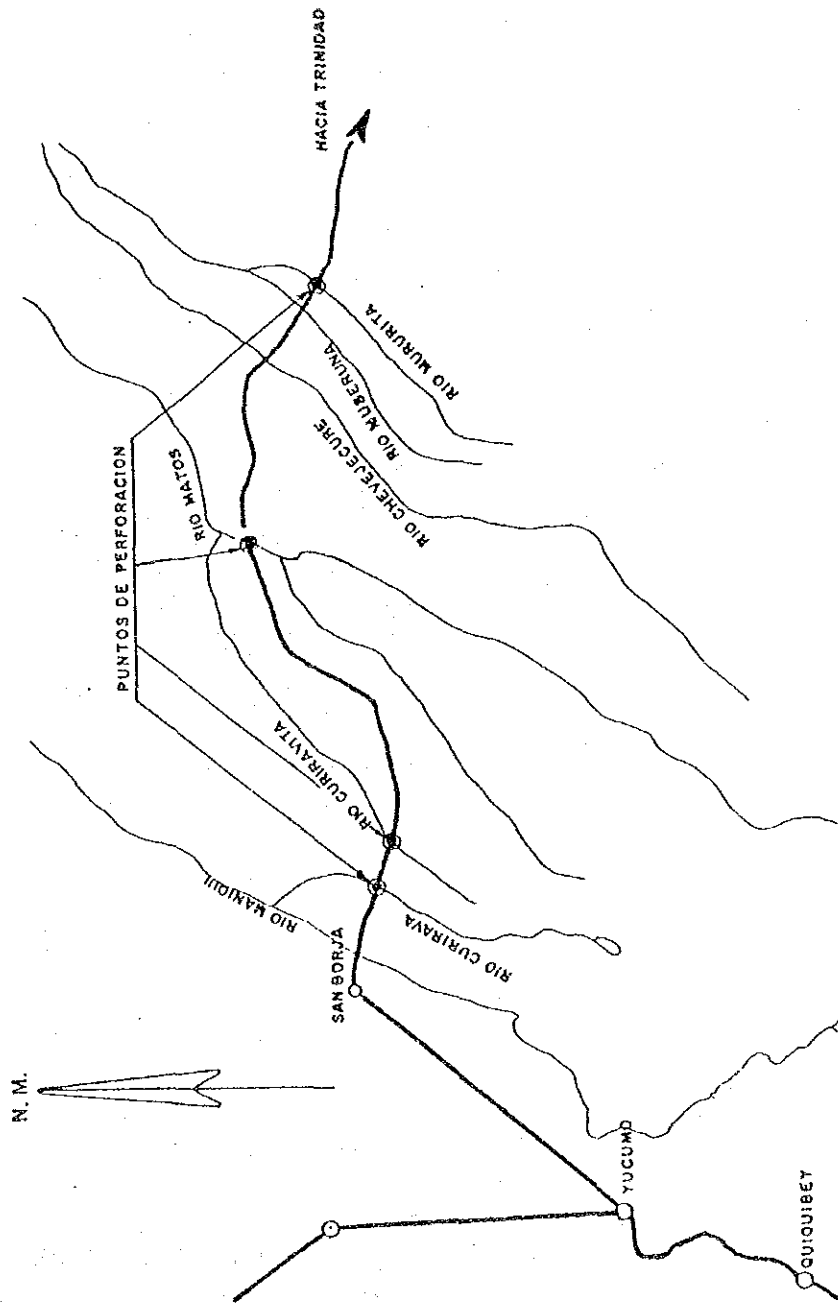 N. M.
HACIA TRINIDAD
PUNTOS DE PERFORACION
RIO MATOS
RIO MURURITA
RIO MUSERUNA
RIO CHEVEJECURE
RIO CURIRAVITA
RIO MANIQUI
RIO CURIRAVA
SAN BORJA
YUCUMO
QUIQUIBEY